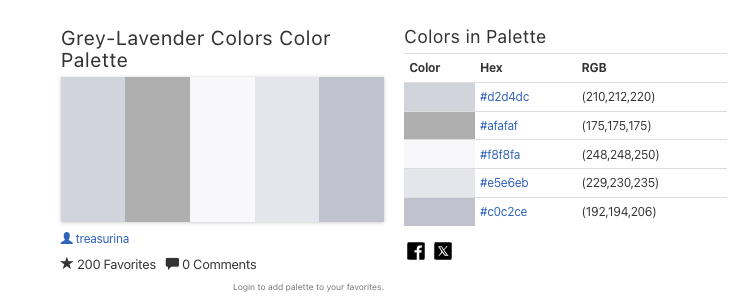 Grey-Lavender Colors Color
Palette
treasurina
200 Favorites 0 Comments
Login to add palette to your favorites.
Colors in Palette
Color Hex RGB
#d2d4dc (210,212,220)
#afafaf (175,175,175)
#f8f8fa (248,248,250)
#e5e6eb (229,230,235)
#c0c2ce (192,194,206)